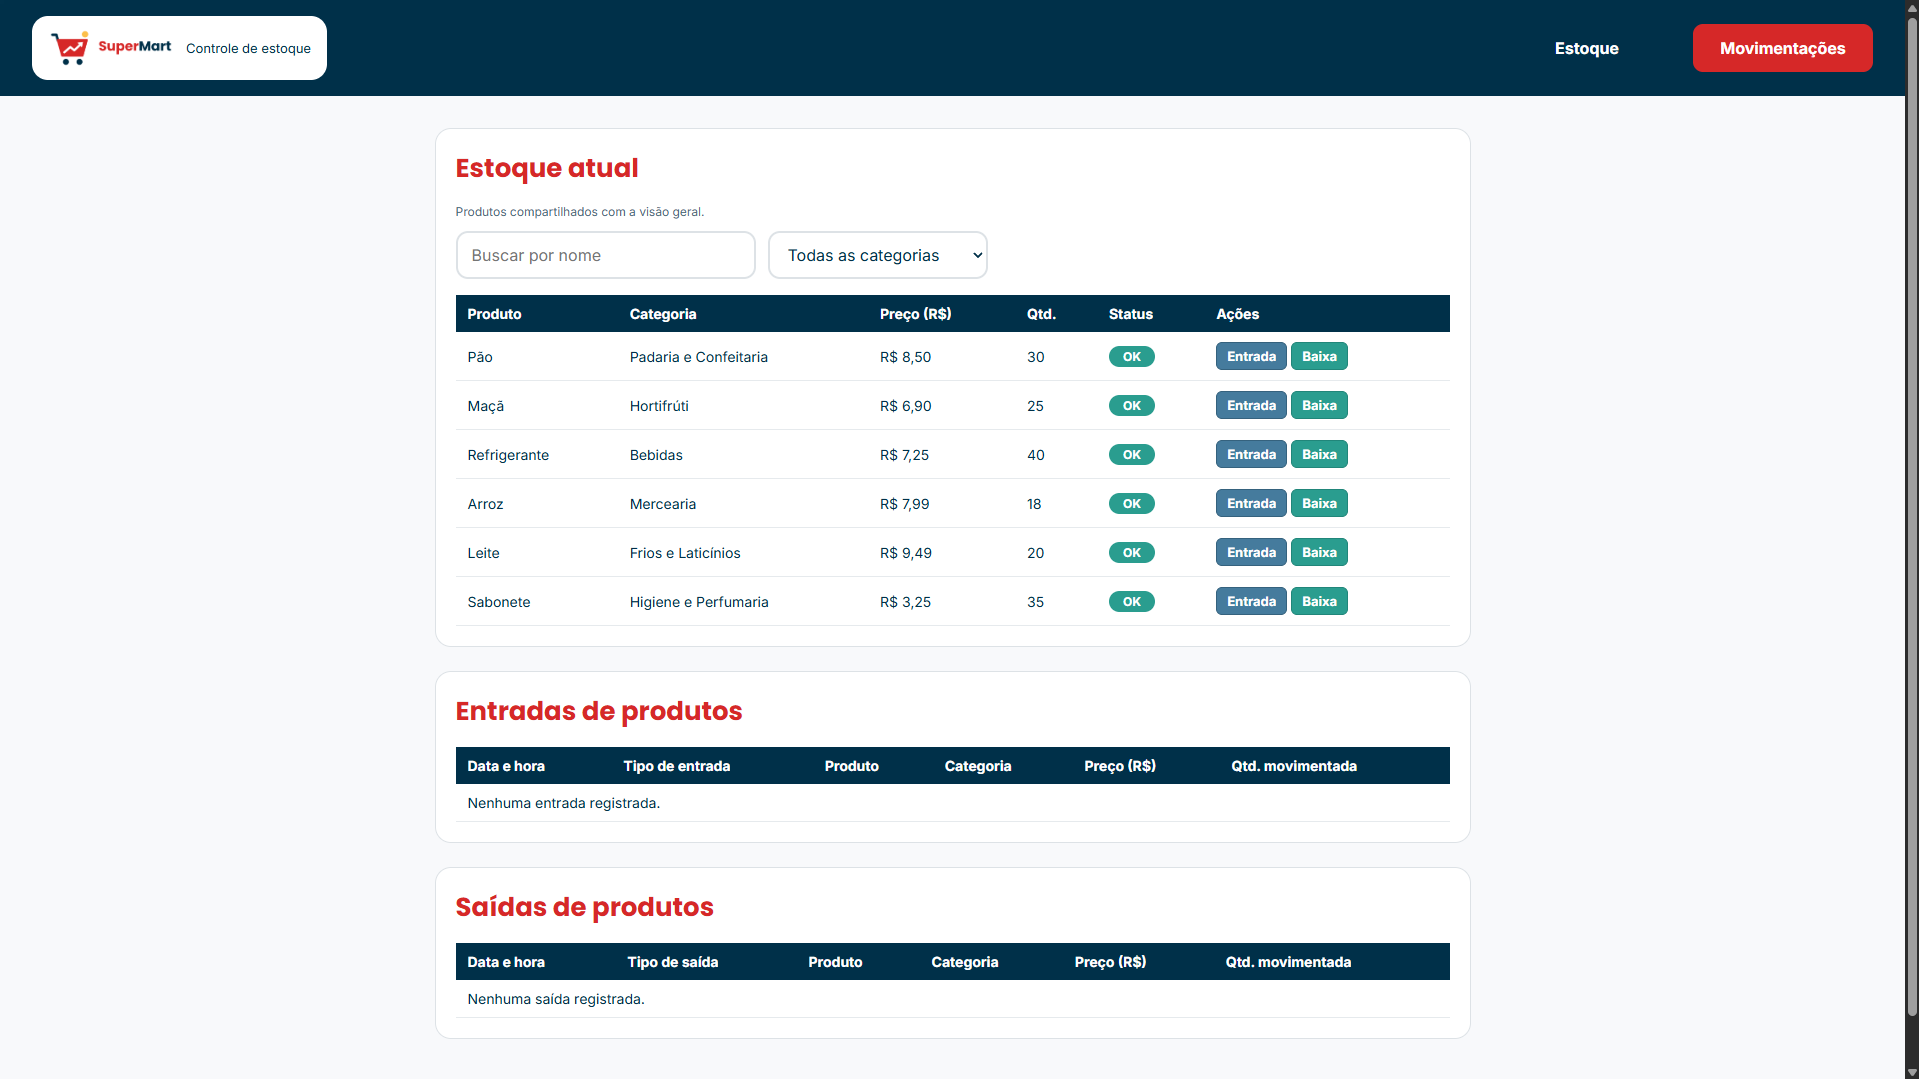 SuperMart Controle de estoque Estoque Movimentações
Estoque atual
Produtos compartilhados com a visão geral.
Buscar por nome Todas as categorias
Produto Categoria Preço (R$) Qtd. Status Ações
Pão Padaria e Confeitaria R$ 8,50 30 OK Entrada Baixa
Maçã Hortifrúti R$ 6,90 25 OK Entrada Baixa
Refrigerante Bebidas R$ 7,25 40 OK Entrada Baixa
Arroz Mercearia R$ 7,99 18 OK Entrada Baixa
Leite Frios e Laticínios R$ 9,49 20 OK Entrada Baixa
Sabonete Higiene e Perfumaria R$ 3,25 35 OK Entrada Baixa
Entradas de produtos
Data e hora Tipo de entrada Produto Categoria Preço (R$) Qtd. movimentada
Nenhuma entrada registrada.
Saídas de produtos
Data e hora Tipo de saída Produto Categoria Preço (R$) Qtd. movimentada
Nenhuma saída registrada.